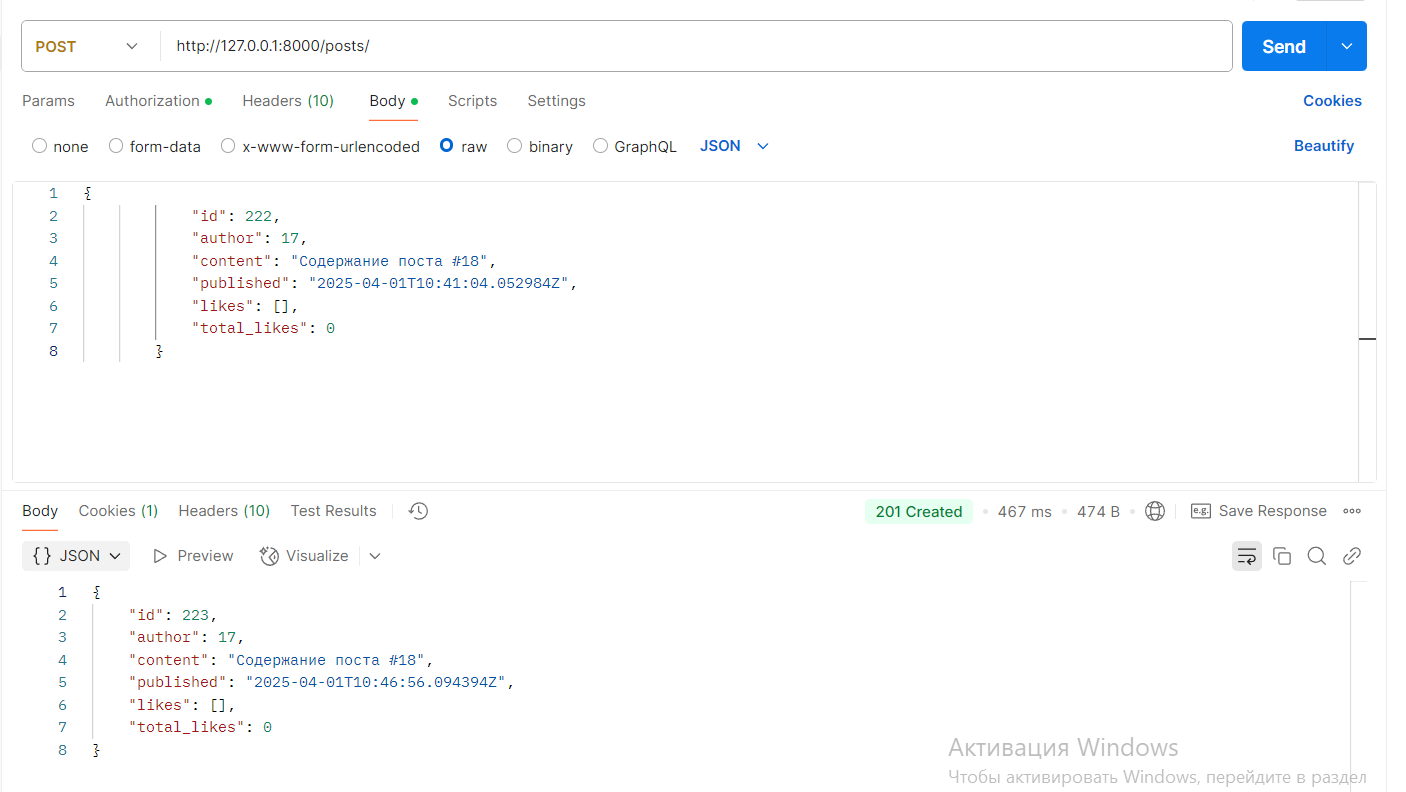 POST http://127.0.0.1:8000/posts/ Send
Params Authorization Headers (10) Body Scripts Settings Cookies
none form-data x-www-form-urlencoded raw binary GraphQL JSON Beautify
1 {
2 "id": 222,
3 "author": 17,
4 "content": "Содержание поста #18",
5 "published": "2025-04-01T10:41:04.052984Z",
6 "likes": [],
7 "total_likes": 0
8 }
Body Cookies (1) Headers (10) Test Results 201 Created 467 ms 474 B e.g. Save Response
{} JSON Preview Visualize
1 {
2 "id": 223,
3 "author": 17,
4 "content": "Содержание поста #18",
5 "published": "2025-04-01T10:46:56.094394Z",
6 "likes": [],
7 "total_likes": 0
8 }
Активация Windows
Чтобы активировать Windows, перейдите в раздел